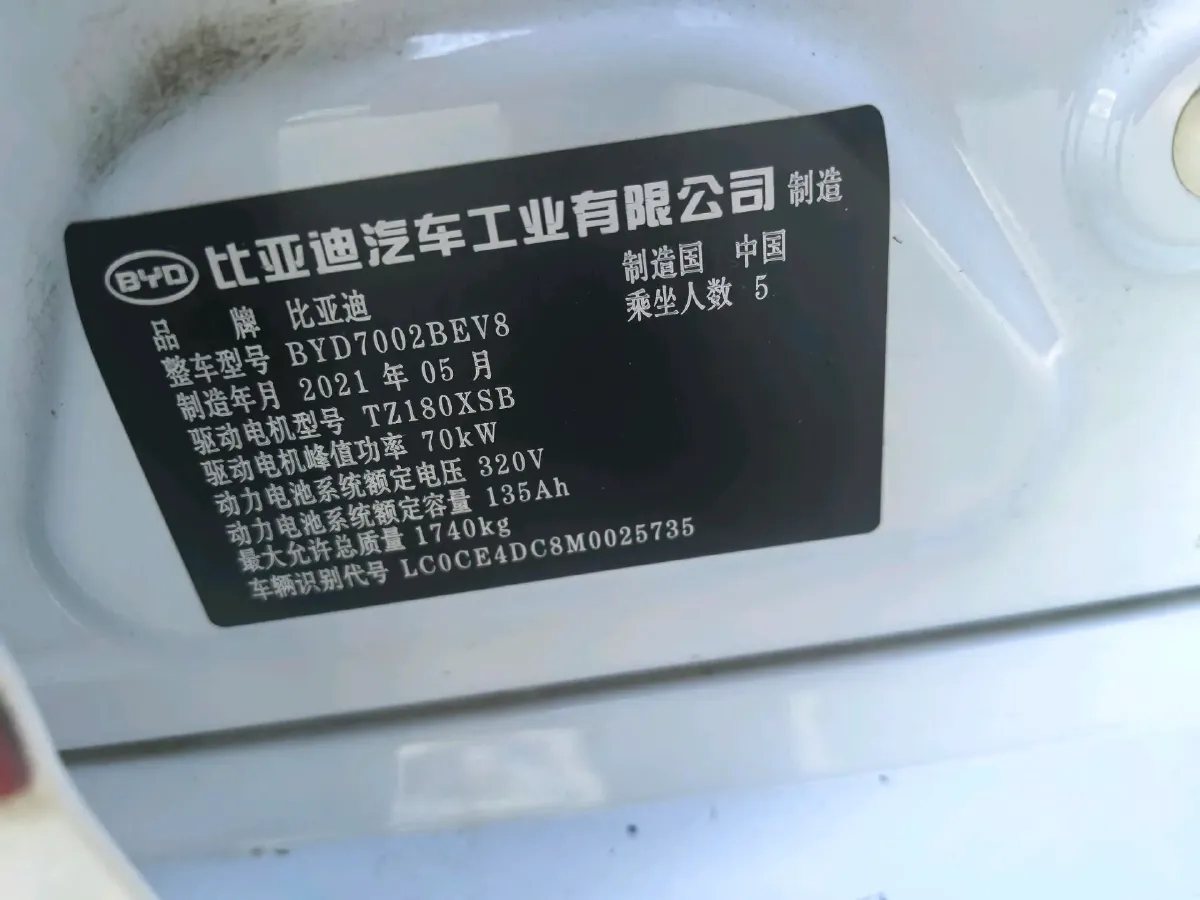 BYD 比亚迪汽车工业有限公司 制造
品牌 比亚迪 制造国 中国
整车型号 BYD7002BEV8 乘坐人数 5
制造年月 2021 年 05 月
驱动电机型号 TZ180XSB
驱动电机峰值功率 70kW
动力电池系统额定电压 320V
动力电池系统额定容量 135Ah
最大允许总质量 1740kg
车辆识别代号 LC0CE4DC8M0025735